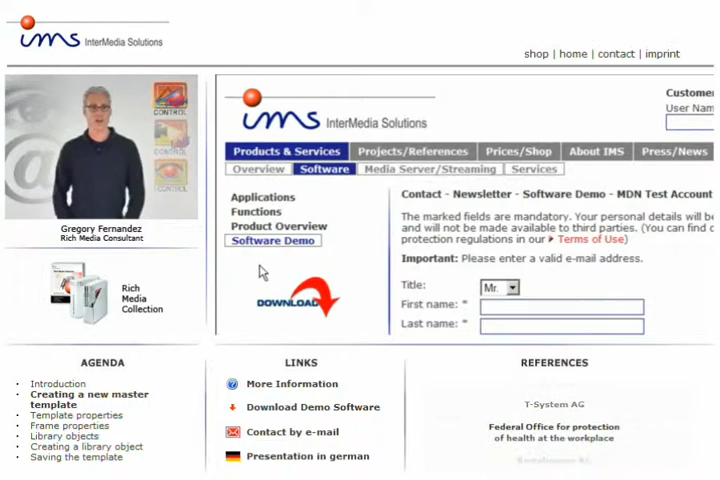 ims InterMedia Solutions
shop | home | contact | imprint
CONTROL
CONTROL
CONTROL
Gregory Fernandez
Rich Media Consultant
Rich
Media
Collection
ims InterMedia Solutions
Customer
User Nam
Products & Services Projects/References Prices/Shop About IMS Press/News
Overview Software Media Server/Streaming Services
Applications
Functions
Product Overview
Software Demo
DOWNLOAD
Contact - Newsletter - Software Demo - MDN Test Account
The marked fields are mandatory. Your personal details will be
and will not be made available to third parties. (You can find
protection regulations in our Terms of Use)
Important: Please enter a valid e-mail address.
Title: Mr.
First name: *
Last name: *
AGENDA
Introduction
Creating a new master
template
Template properties
Frame properties
Library objects
Creating a library object
Saving the template
LINKS
More Information
Download Demo Software
Contact by e-mail
Presentation in german
REFERENCES
T-System AG
Federal Office for protection
of health at the workplace